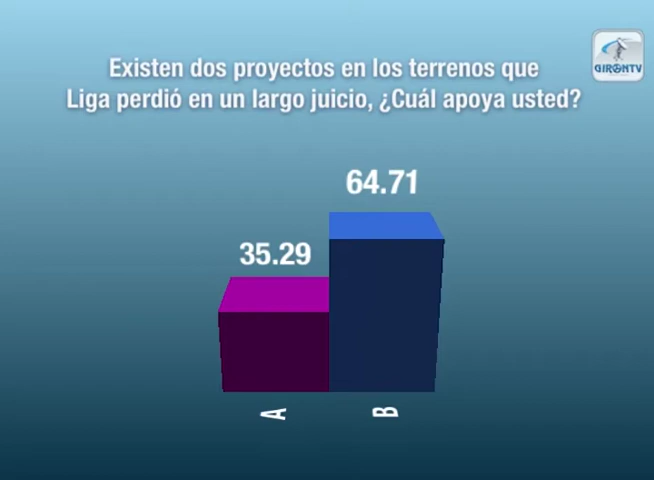 GIRONTV
Existen dos proyectos en los terrenos que
Liga perdió en un largo juicio, ¿Cuál apoya usted?
64.71
35.29
A
B